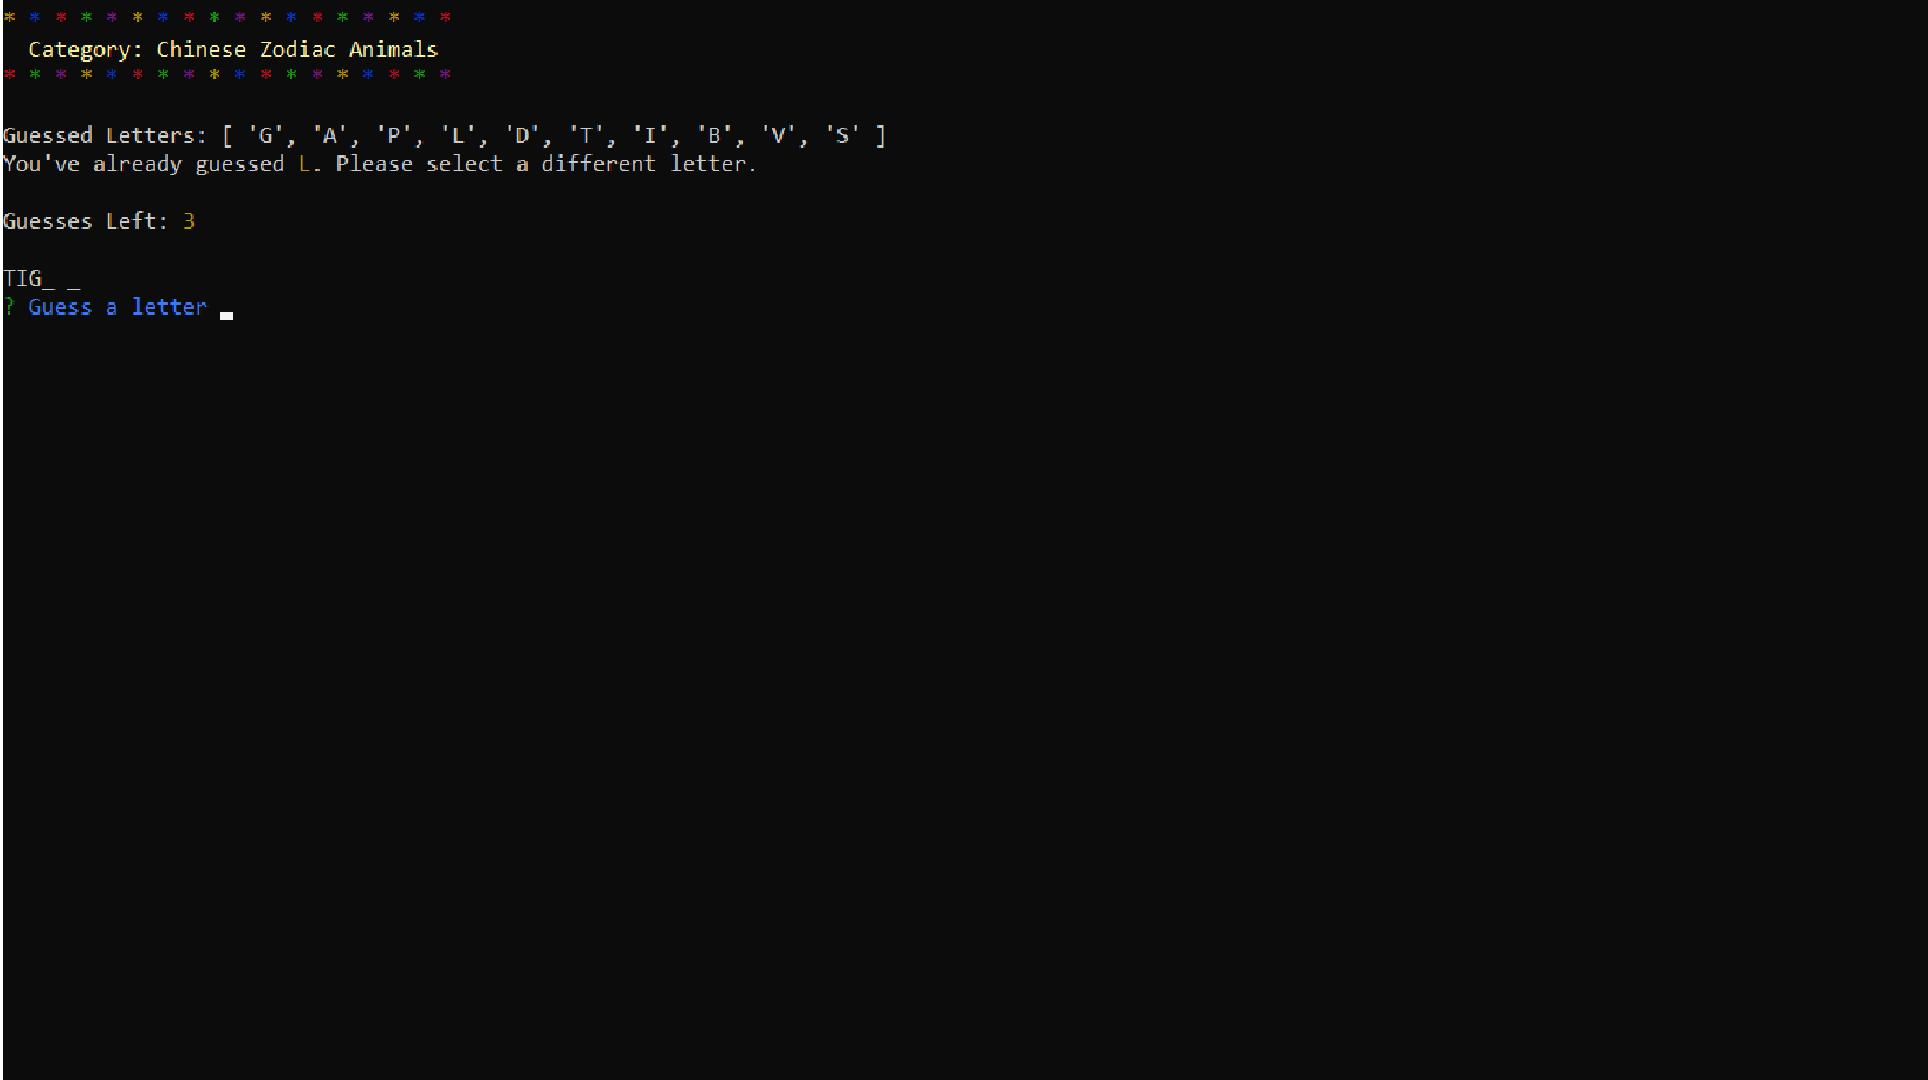 * * * * * * * * * * * * * * * * * *
Category: Chinese Zodiac Animals
* * * * * * * * * * * * * * * * * *
Guessed Letters: [ 'G', 'A', 'P', 'L', 'D', 'T', 'I', 'B', 'V', 'S' ]
You've already guessed L. Please select a different letter.
Guesses Left: 3
TIG_ _
? Guess a letter